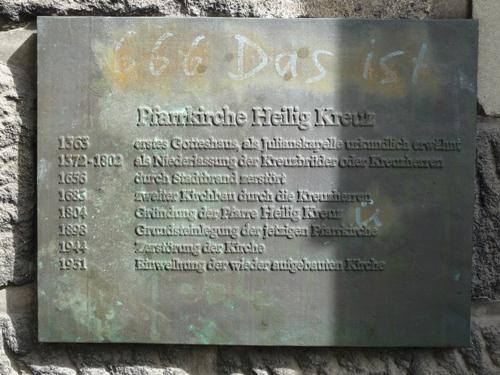 666 Das ist
Pfarrkirche Heilig Kreuz
1363 erstes Gotteshaus, als Julianskapelle urkundlich erwähnt
1372-1802 als Niederlassung der Kreuzbrüder oder Kreuzherren
1656 durch Stadtbrand zerstört
1685 zweiter Kirchbau durch die Kreuzherren
1804 Gründung der Pfarre Heilig Kreuz
ü
1898 Grundsteinlegung der jetzigen Pfarrkirche
1944 Zerstörung der Kirche
1951 Einweihung der wieder aufgebauten Kirche